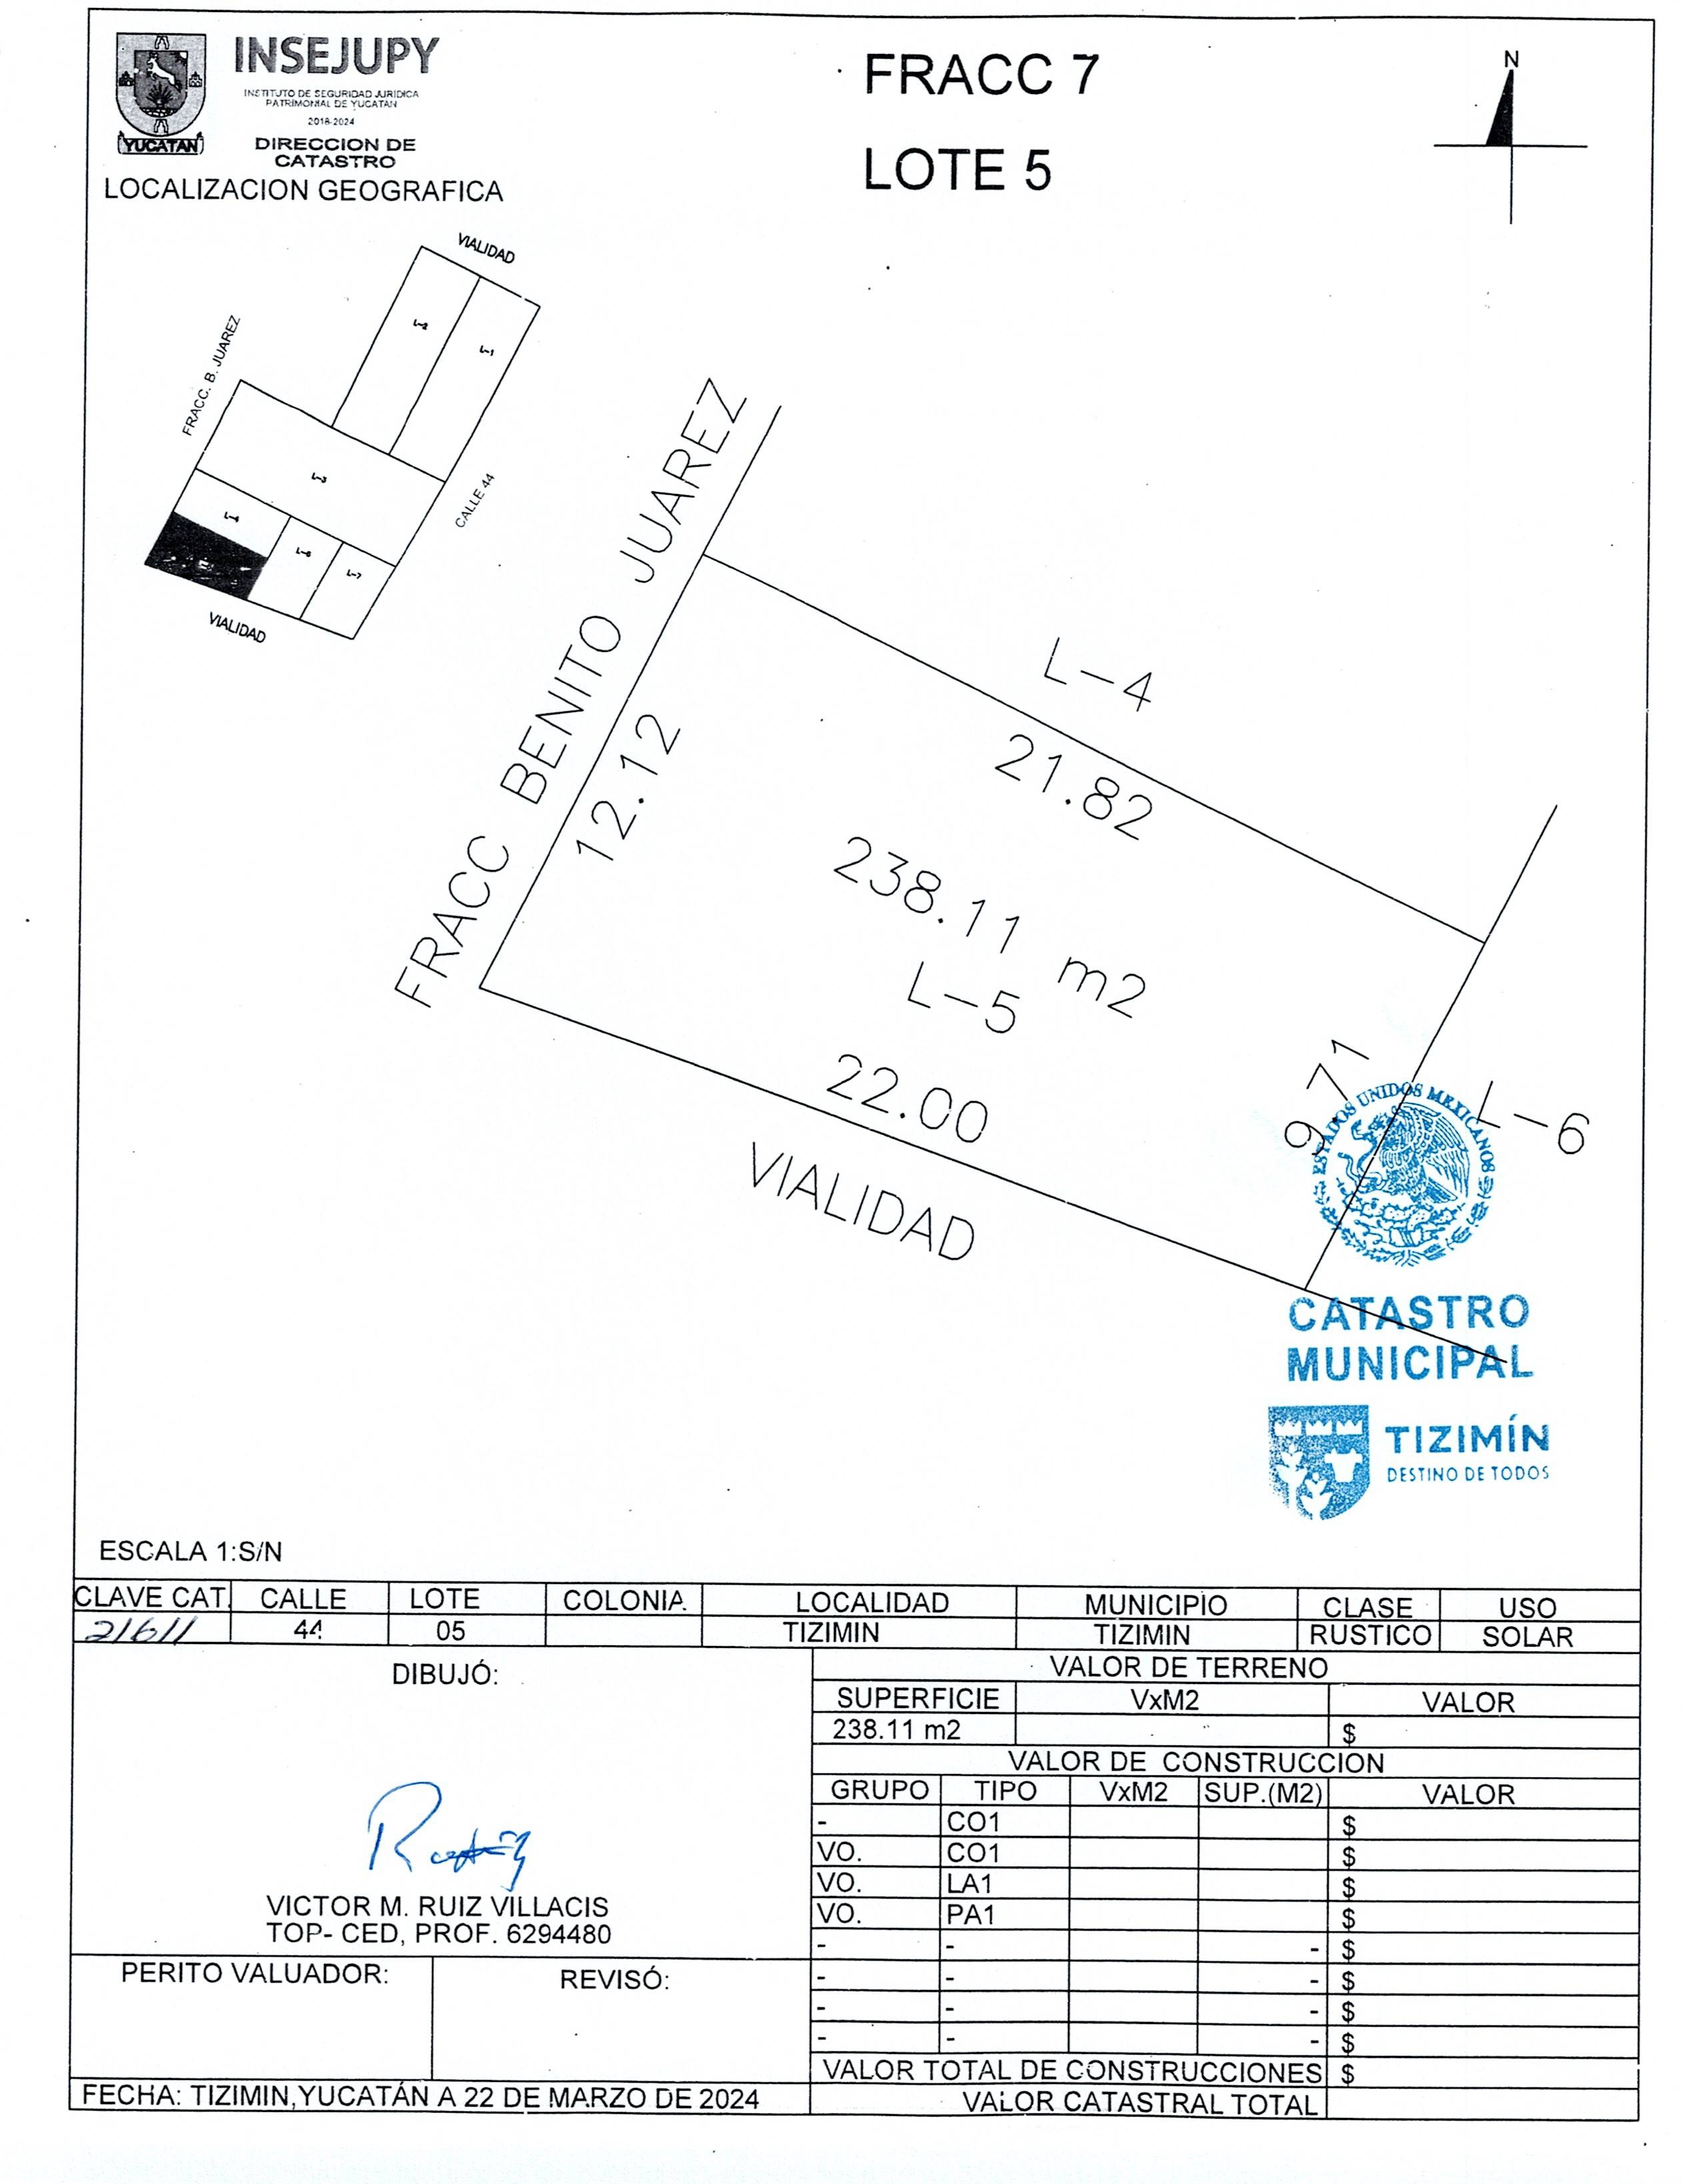 INSEJUPY
INSTITUTO DE SEGURIDAD JURIDICA
PATRIMONIAL DE YUCATAN
2018-2024
DIRECCION DE
CATASTRO
YUCATAN
LOCALIZACION GEOGRAFICA
FRACC 7
LOTE 5
N
VIALIDAD
L-2
L-1
FRACC. B. JUAREZ
L-3
CALLE 44
L-4
L-6
L-7
VIALIDAD
FRACC BENITO JUAREZ
12.12
L-4
21.82
238.11 m2
L-5
22.00
VIALIDAD
9.71
L-6
ESTADOS UNIDOS MEXICANOS
CATASTRO
MUNICIPAL
TIZIMÍN
DESTINO DE TODOS
ESCALA 1:S/N
CLAVE CAT. CALLE LOTE COLONIA LOCALIDAD MUNICIPIO CLASE USO
21611 44 05 TIZIMIN TIZIMIN RUSTICO SOLAR
DIBUJÓ:
VICTOR M. RUIZ VILLACIS
TOP- CED, PROF. 6294480
PERITO VALUADOR: REVISÓ:
FECHA: TIZIMIN,YUCATÁN A 22 DE MARZO DE 2024
VALOR DE TERRENO
SUPERFICIE VxM2 VALOR
238.11 m2 $
VALOR DE CONSTRUCCION
GRUPO TIPO VxM2 SUP.(M2) VALOR
- CO1 $
VO. CO1 $
VO. LA1 $
VO. PA1 $
- - - $
- - - $
- - - $
- - - $
VALOR TOTAL DE CONSTRUCCIONES $
VALOR CATASTRAL TOTAL